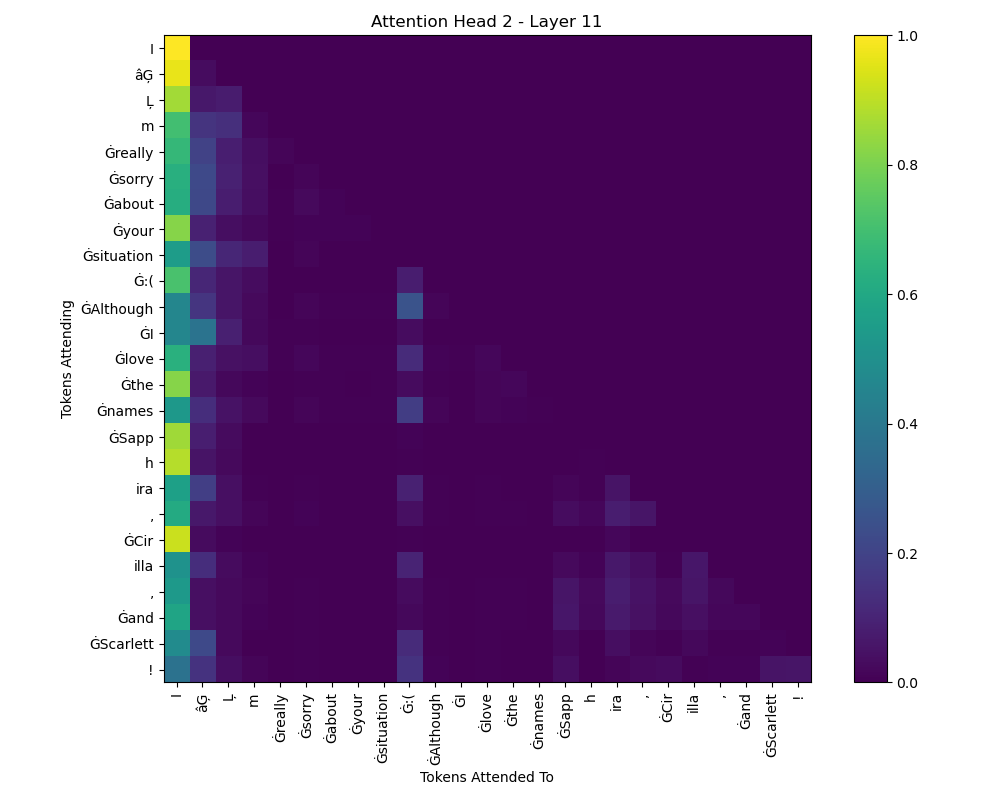 Attention Head 2 - Layer 11
Tokens Attending
I
âĢ
Ļ
m
Ġreally
Ġsorry
Ġabout
Ġyour
Ġsituation
Ġ:(
ĠAlthough
ĠI
Ġlove
Ġthe
Ġnames
ĠSapp
h
ira
,
ĠCir
illa
,
Ġand
ĠScarlett
!
I
âĢ
Ļ
m
Ġreally
Ġsorry
Ġabout
Ġyour
Ġsituation
Ġ:(
ĠAlthough
ĠI
Ġlove
Ġthe
Ġnames
ĠSapp
h
ira
,
ĠCir
illa
,
Ġand
ĠScarlett
!
Tokens Attended To
1.0
0.8
0.6
0.4
0.2
0.0